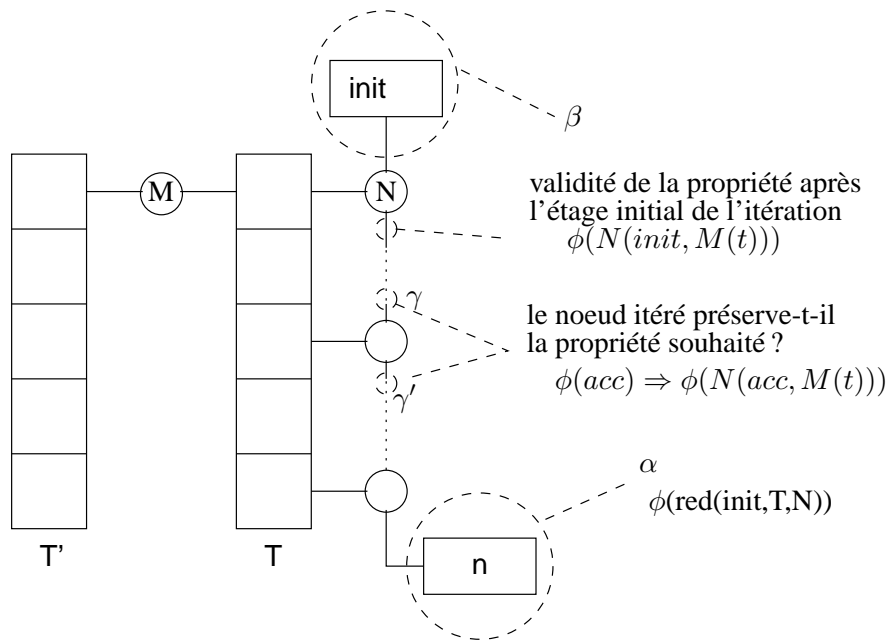 init
β
M
N
validité de la propriété après
l'étage initial de l'itération
ϕ(N(init, M(t)))
γ
le noeud itéré préserve-t-il
la propriété souhaité ?
ϕ(acc) ⇒ ϕ(N(acc, M(t)))
γ′
α
ϕ(red(init,T,N))
T'
T
n